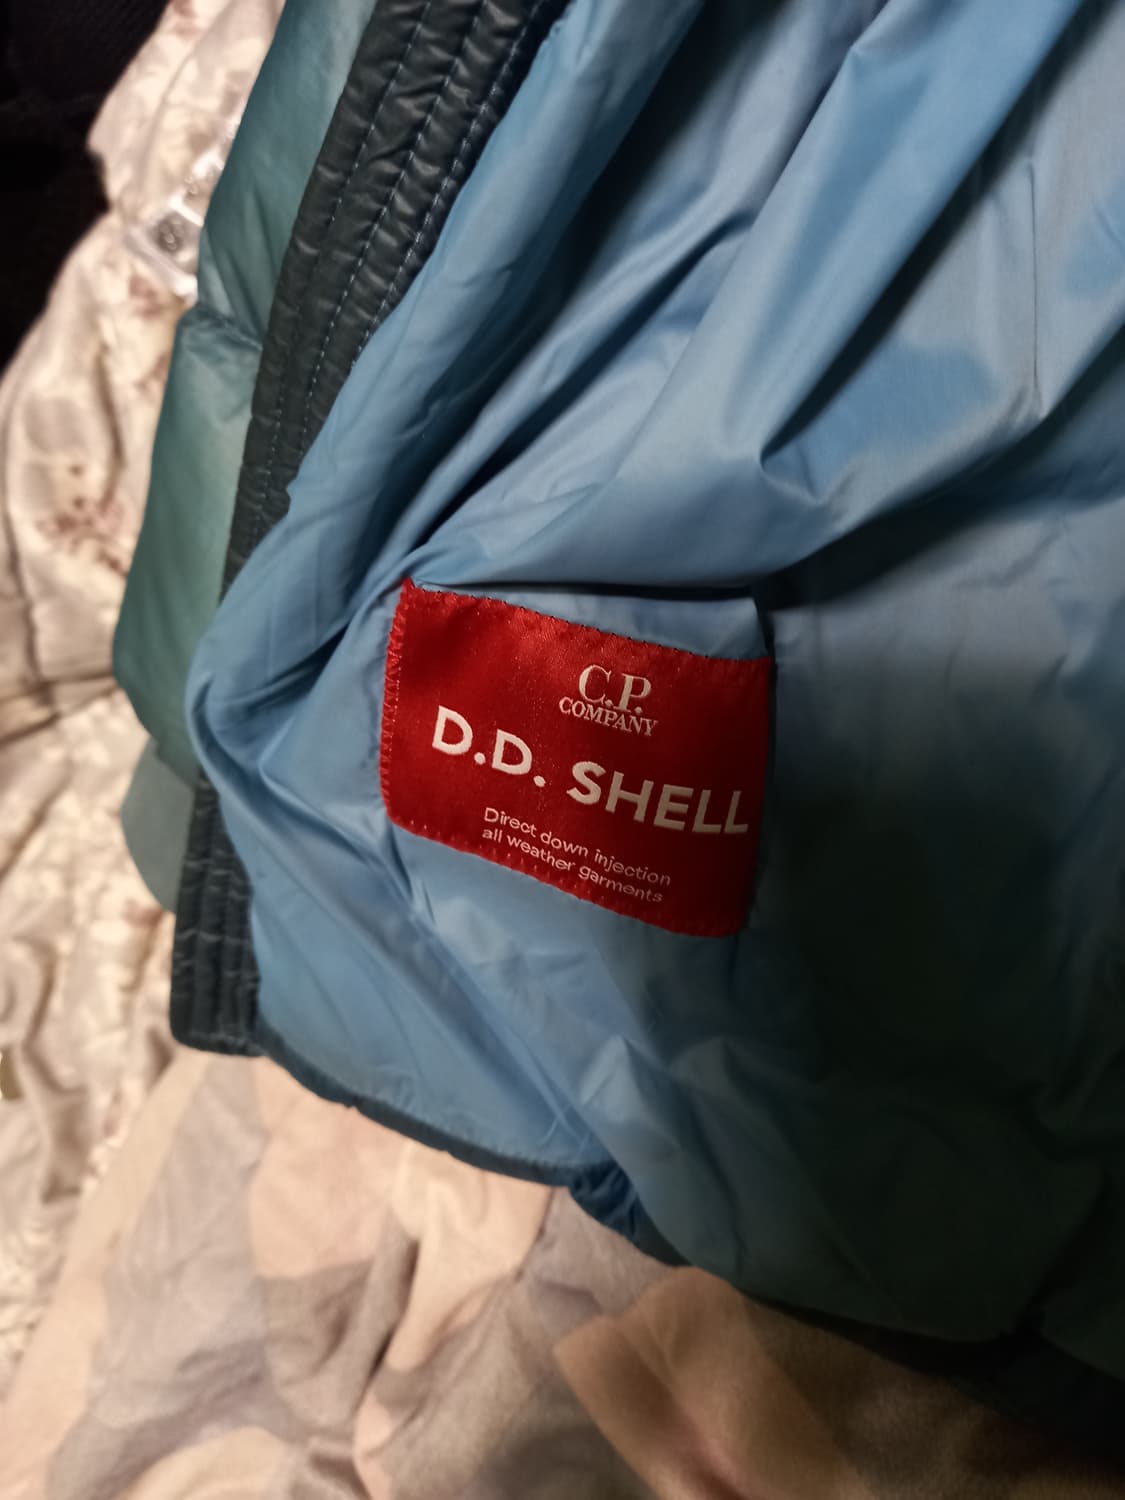 C.P.
COMPANY
D.D. SHELL
Direct down injection
all weather garments